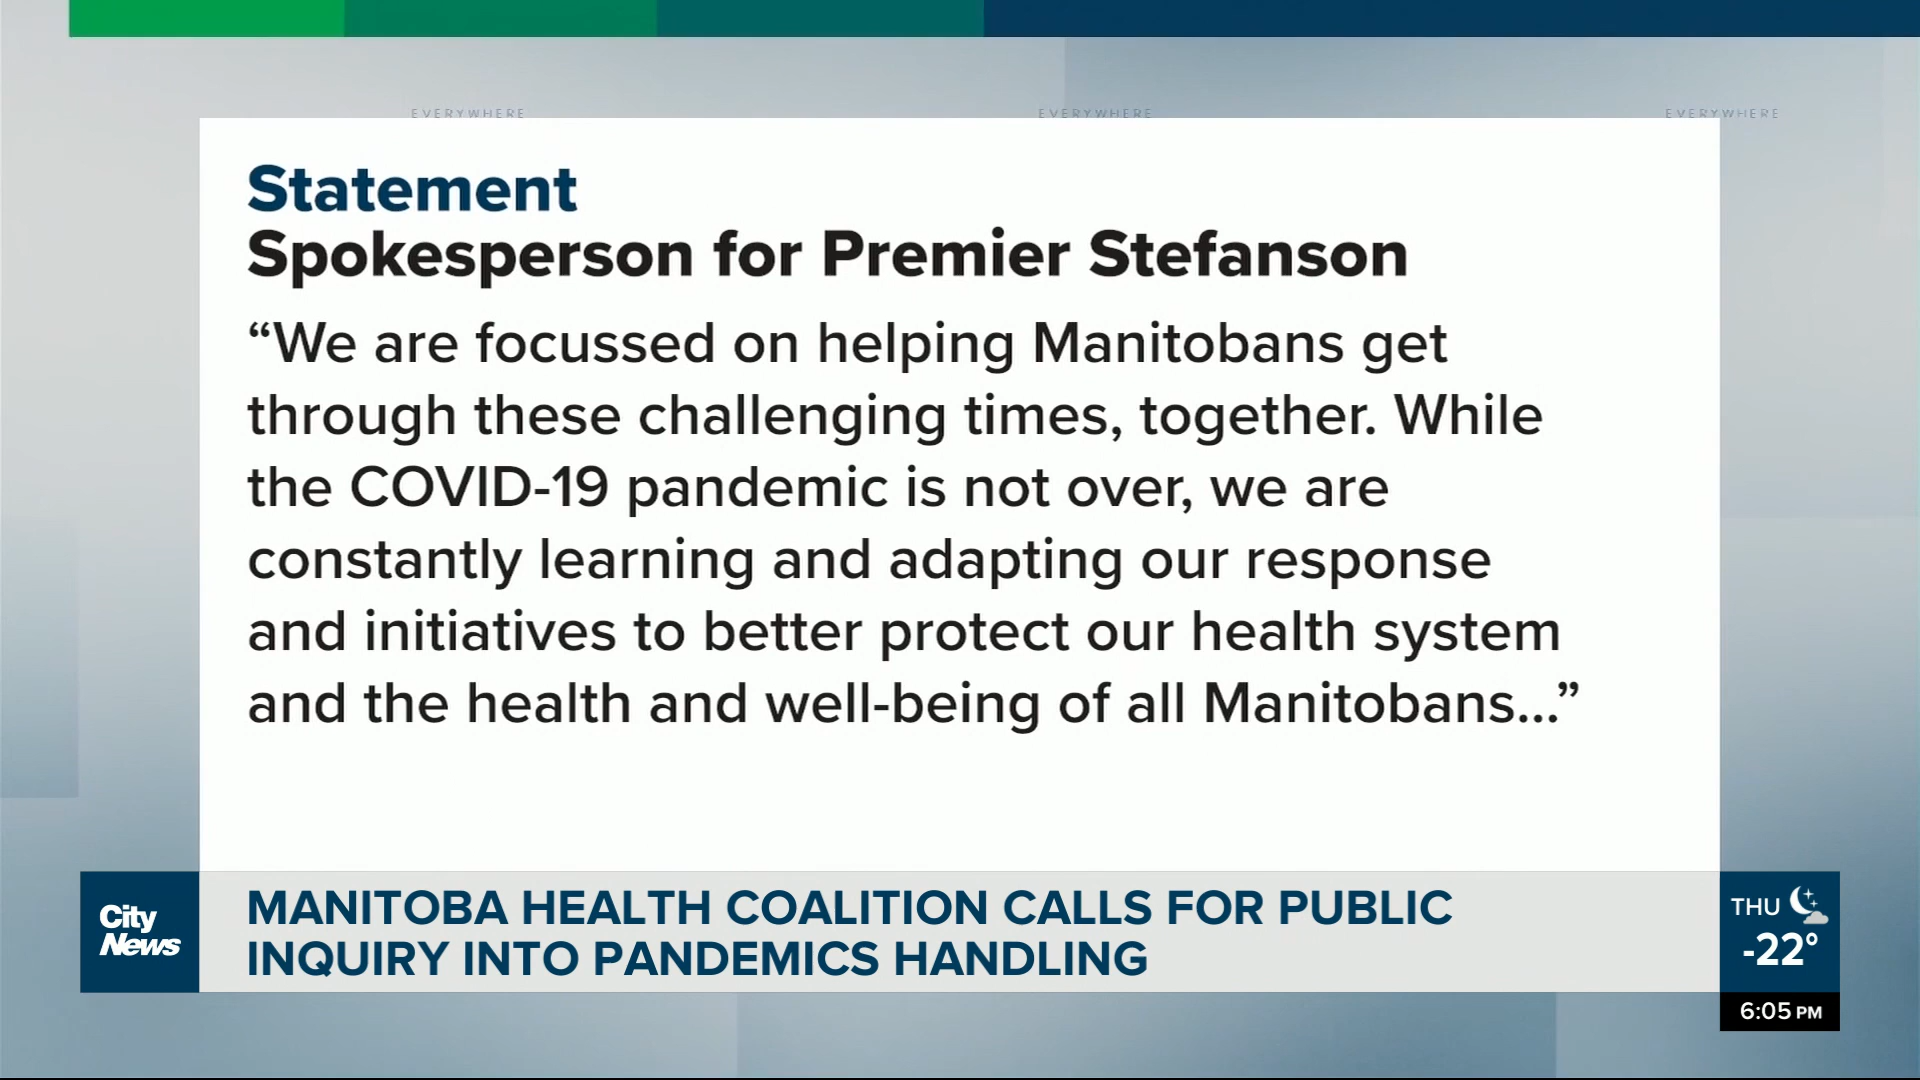 EVERYWHERE EVERYWHERE EVERYWHERE
Statement
Spokesperson for Premier Stefanson
“We are focussed on helping Manitobans get
through these challenging times, together. While
the COVID-19 pandemic is not over, we are
constantly learning and adapting our response
and initiatives to better protect our health system
and the health and well-being of all Manitobans...”
City
News
MANITOBA HEALTH COALITION CALLS FOR PUBLIC
INQUIRY INTO PANDEMICS HANDLING
THU
-22°
6:05 PM